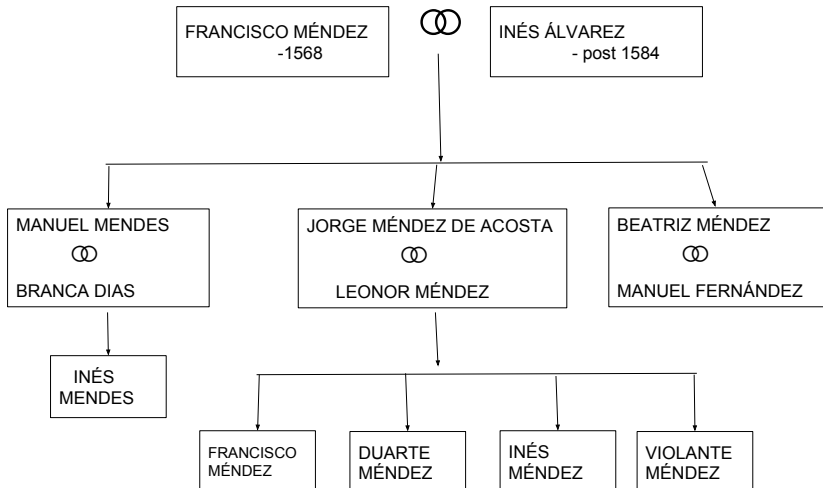 FRANCISCO MÉNDEZ
-1568
INÉS ÁLVAREZ
- post 1584
MANUEL MENDES
BRANCA DIAS
JORGE MÉNDEZ DE ACOSTA
LEONOR MÉNDEZ
BEATRIZ MÉNDEZ
MANUEL FERNÁNDEZ
INÉS
MENDES
FRANCISCO
MÉNDEZ
DUARTE
MÉNDEZ
INÉS
MÉNDEZ
VIOLANTE
MÉNDEZ